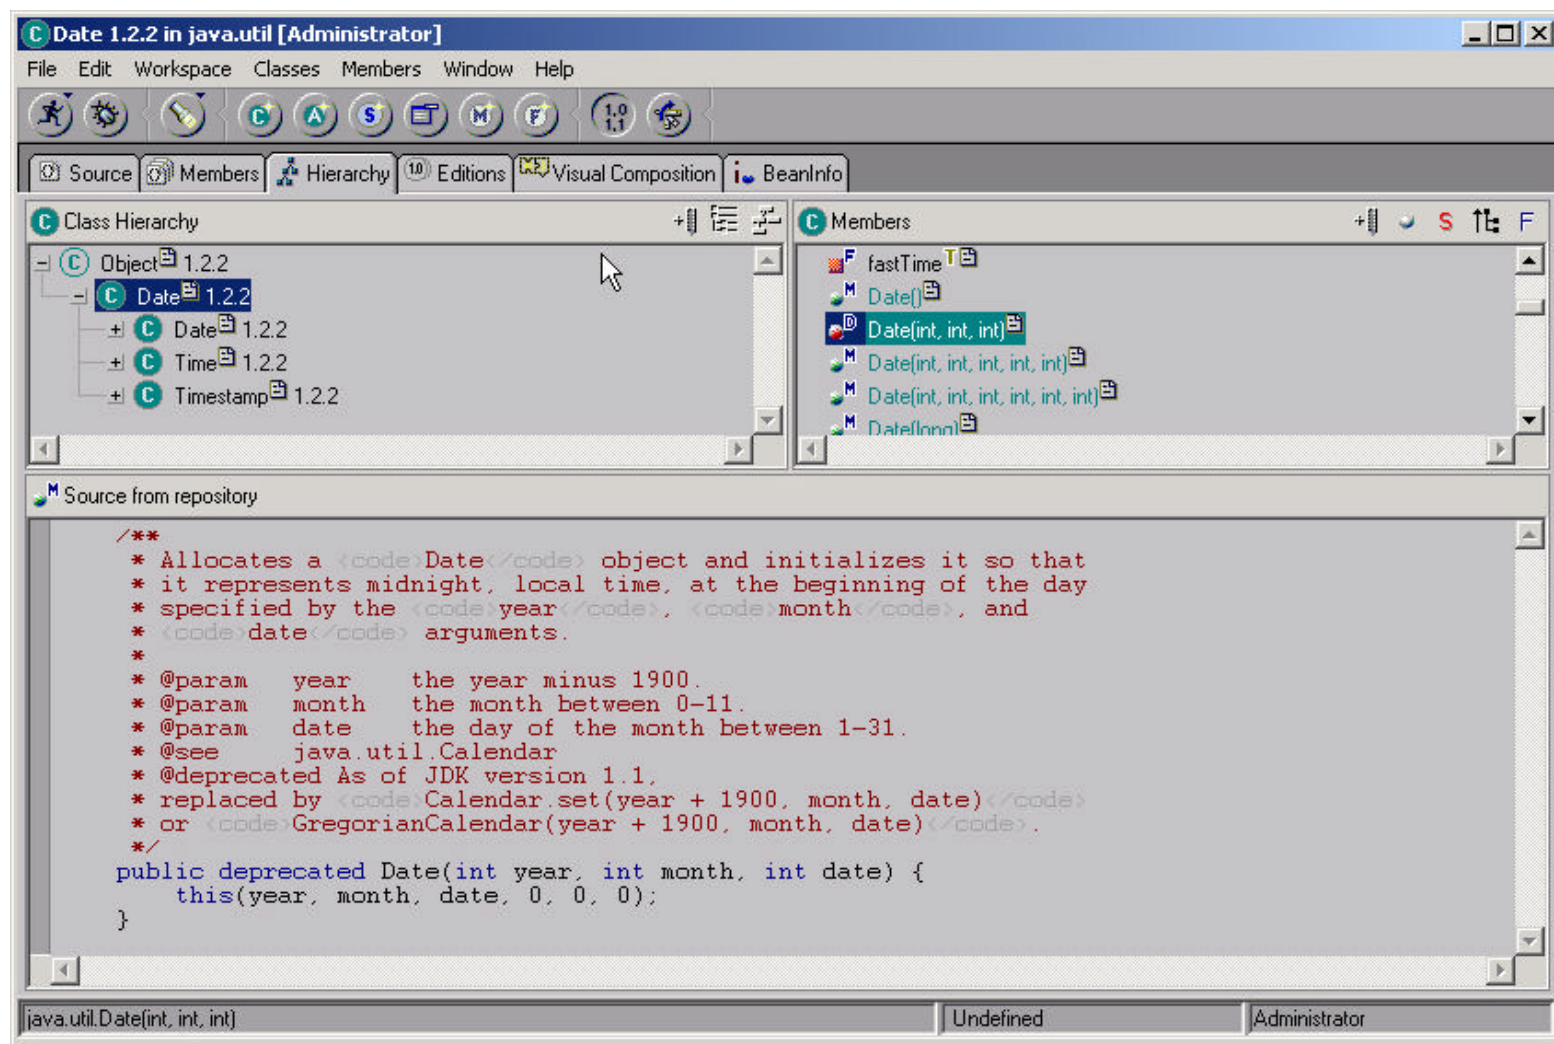 Date 1.2.2 in java.util [Administrator]
File Edit Workspace Classes Members Window Help
C A S M F 1.0 1.1
Source Members Hierarchy 1.0 Editions Visual Composition BeanInfo
C Class Hierarchy
C Members S F
C Object 1.2.2
C Date 1.2.2
C Date 1.2.2
C Time 1.2.2
C Timestamp 1.2.2
F fastTime T
M Date()
D Date(int, int, int)
M Date(int, int, int, int, int)
M Date(int, int, int, int, int, int)
M Date(long)
M Source from repository
/**
* Allocates a <code>Date</code> object and initializes it so that
* it represents midnight, local time, at the beginning of the day
* specified by the <code>year</code>, <code>month</code>, and
* <code>date</code> arguments.
*
* @param year the year minus 1900.
* @param month the month between 0-11.
* @param date the day of the month between 1-31.
* @see java.util.Calendar
* @deprecated As of JDK version 1.1,
* replaced by <code>Calendar.set(year + 1900, month, date)</code>
* or <code>GregorianCalendar(year + 1900, month, date)</code>.
*/
public deprecated Date(int year, int month, int date) {
this(year, month, date, 0, 0, 0);
}
java.util.Date(int, int, int) Undefined Administrator